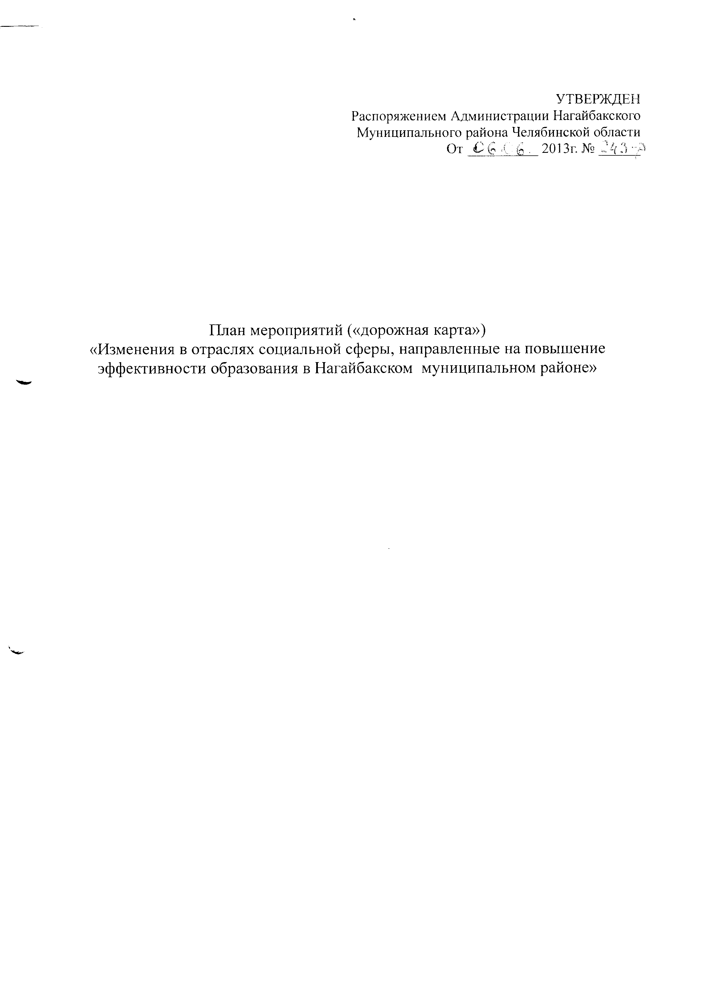 УТВЕРЖДЕН
Распоряжением Администрации Нагайбакского
Муниципального района Челябинской области
От 06.06. 2013г. №
План мероприятий («дорожная карта»)
«Изменения в отраслях социальной сферы, направленные на повышение
эффективности образования в Нагайбакском муниципальном районе»